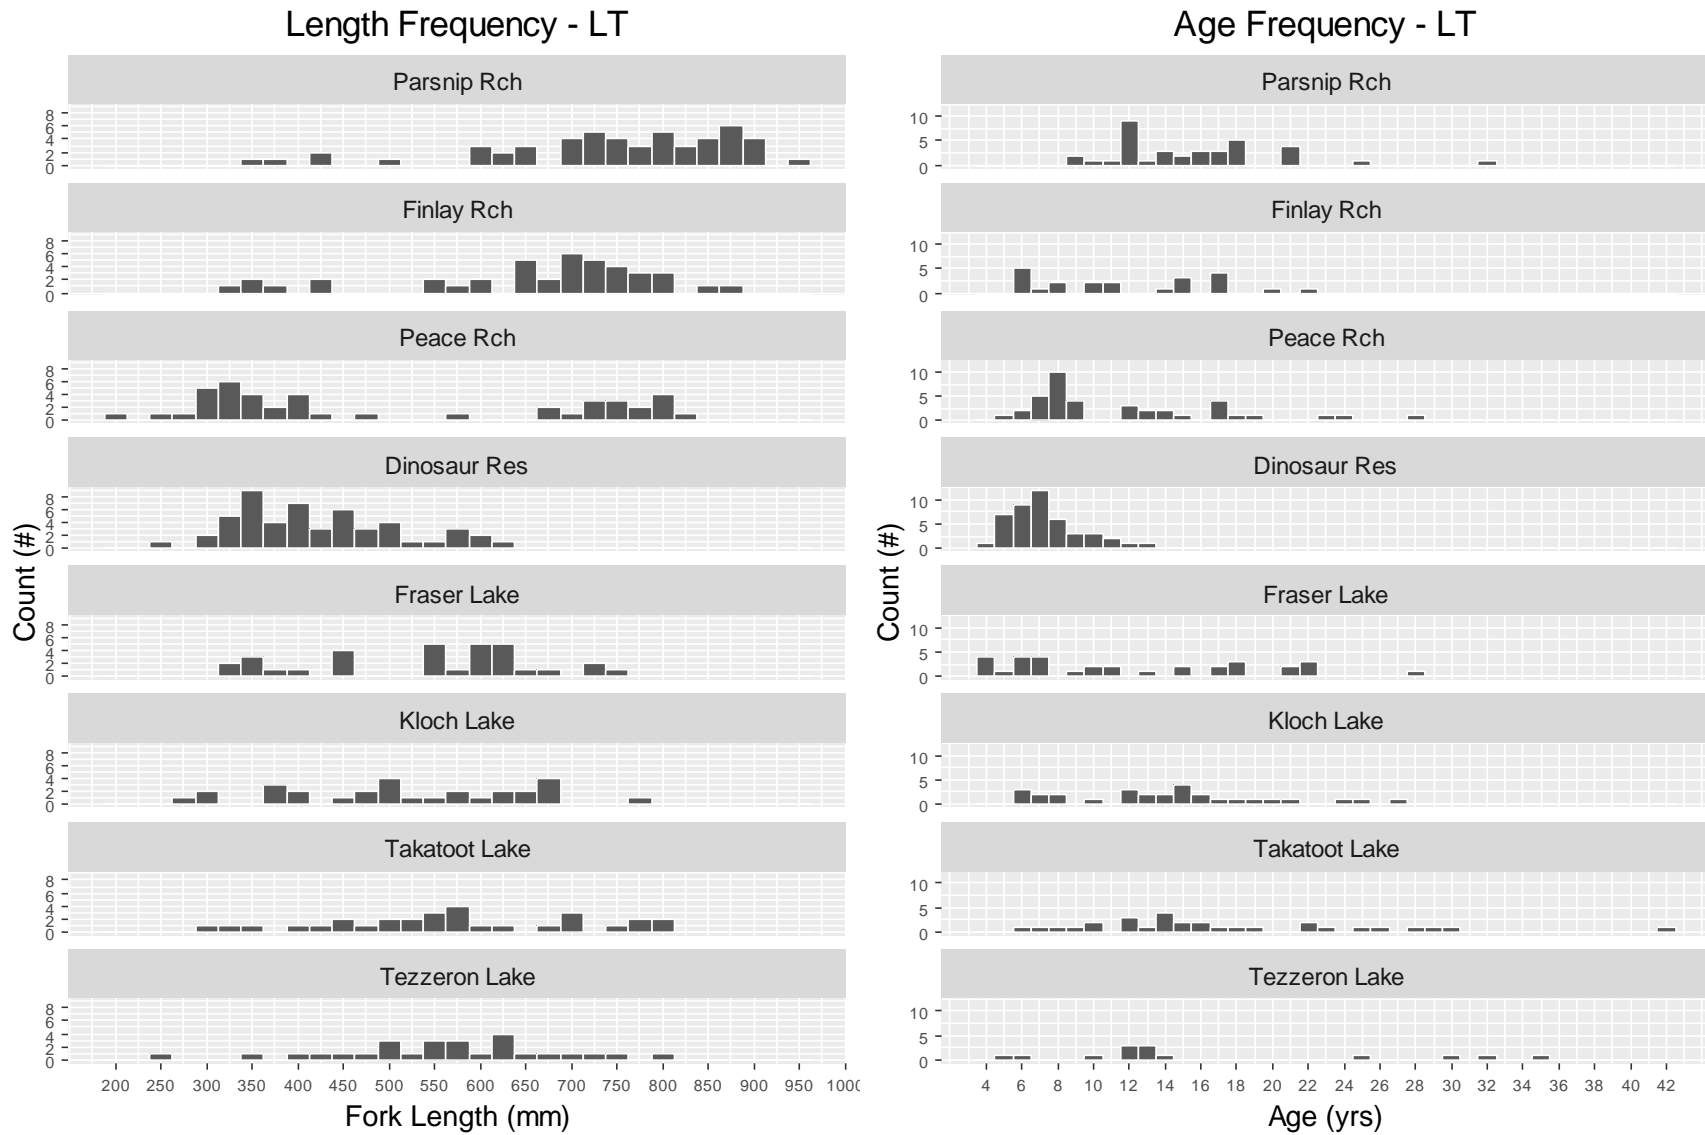 Length Frequency - LT
Parsnip Rch
8
6
4
2
0
Finlay Rch
8
6
4
2
0
Peace Rch
8
6
4
2
0
Dinosaur Res
8
6
4
2
0
Fraser Lake
8
6
4
2
0
Kloch Lake
8
6
4
2
0
Takatoot Lake
8
6
4
2
0
Tezzeron Lake
8
6
4
2
0
Count (#)
200 250 300 350 400 450 500 550 600 650 700 750 800 850 900 950 1000
Fork Length (mm)
Age Frequency - LT
Parsnip Rch
10
5
0
Finlay Rch
10
5
0
Peace Rch
10
5
0
Dinosaur Res
10
5
0
Fraser Lake
10
5
0
Kloch Lake
10
5
0
Takatoot Lake
10
5
0
Tezzeron Lake
10
5
0
Count (#)
4 6 8 10 12 14 16 18 20 22 24 26 28 30 32 34 36 38 40 42
Age (yrs)